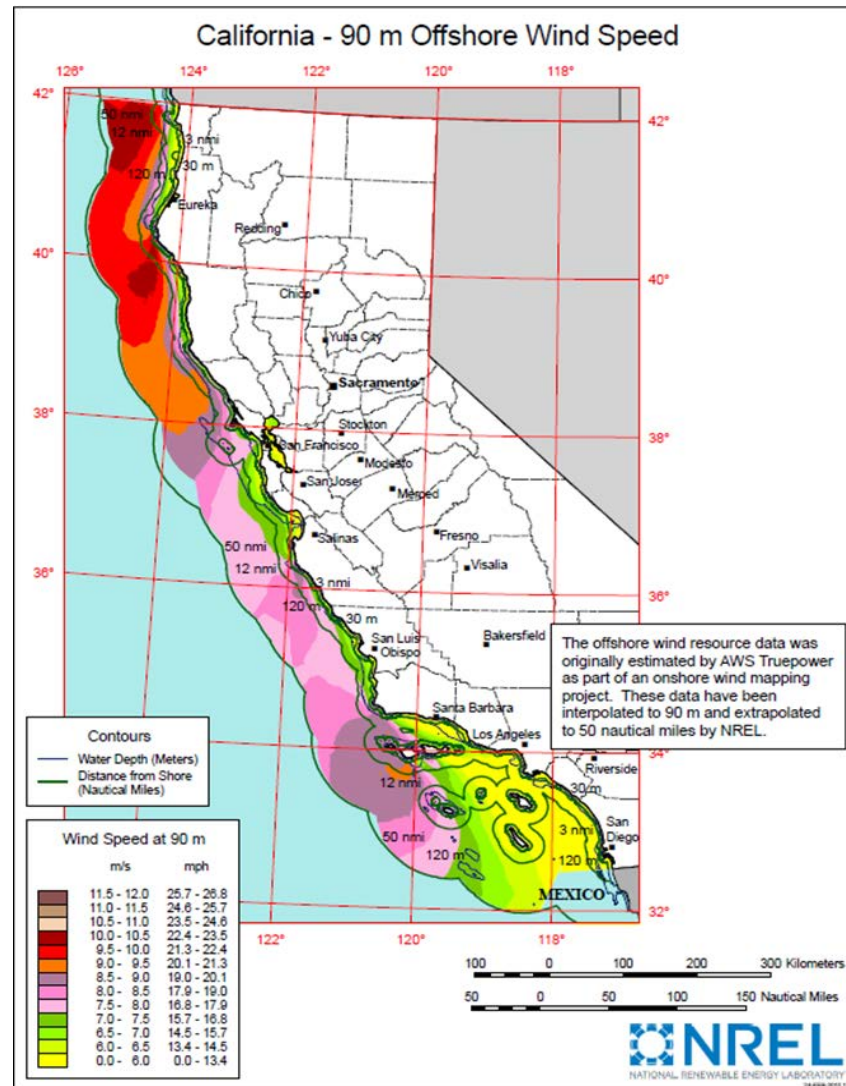 California - 90 m Offshore Wind Speed
126°
124°
122°
120°
118°
42°
42°
50 nmi
12 nmi
3 nmi
30 m
120 m
Eureka
Redding
40°
40°
Chico
Yuba City
Sacramento
38°
38°
Stockton
San Francisco
Modesto
San Jose
Merced
50 nmi
Salinas
Fresno
12 nmi
Visalia
36°
3 nmi
36°
120 m
30 m
San Luis
Obispo
Bakersfield
The offshore wind resource data was
originally estimated by AWS Truepower
as part of an onshore wind mapping
project. These data have been
interpolated to 90 m and extrapolated
to 50 nautical miles by NREL.
Santa Barbara
Los Angeles
34°
34°
Riverside
12 nmi
30 m
50 nmi
3 nmi
San
Diego
120 m
120 m
MEXICO
32°
122°
120°
118°
Contours
Water Depth (Meters)
Distance from Shore
(Nautical Miles)
Wind Speed at 90 m
m/s mph
11.5 - 12.0 25.7 - 26.8
11.0 - 11.5 24.6 - 25.7
10.5 - 11.0 23.5 - 24.6
10.0 - 10.5 22.4 - 23.5
9.5 - 10.0 21.3 - 22.4
9.0 - 9.5 20.1 - 21.3
8.5 - 9.0 19.0 - 20.1
8.0 - 8.5 17.9 - 19.0
7.5 - 8.0 16.8 - 17.9
7.0 - 7.5 15.7 - 16.8
6.5 - 7.0 14.5 - 15.7
6.0 - 6.5 13.4 - 14.5
0.0 - 6.0 0.0 - 13.4
100 0 100 200 300 Kilometers
50 0 50 100 150 Nautical Miles
NREL
NATIONAL RENEWABLE ENERGY LABORATORY